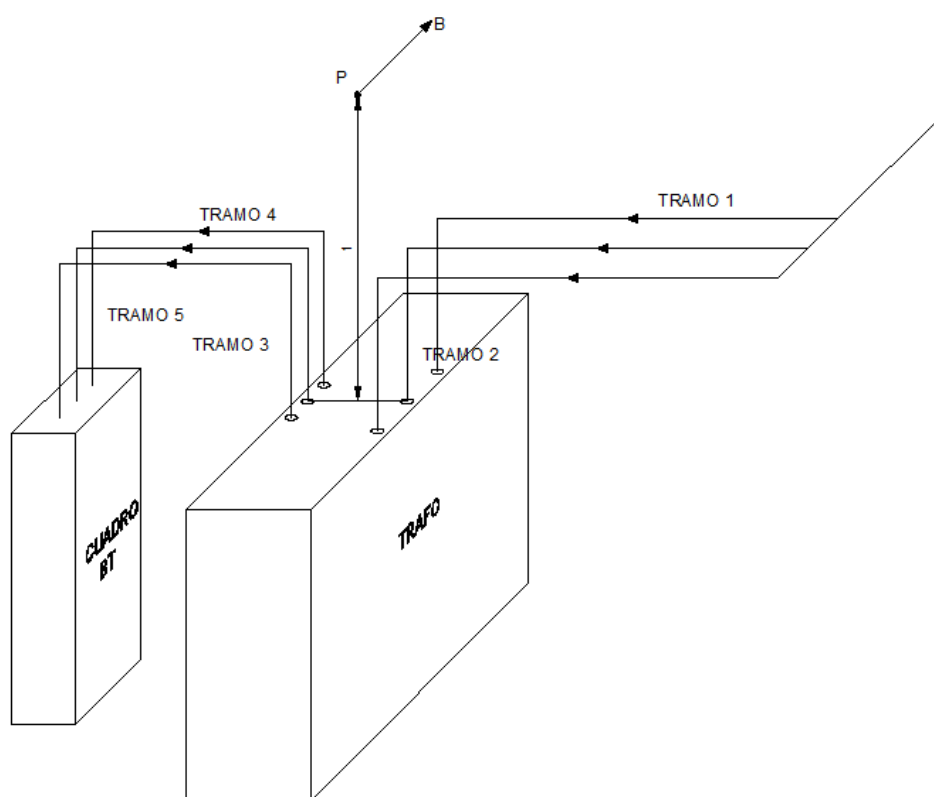 B
P
TRAMO 1
TRAMO 4
1
TRAMO 5
TRAMO 3
TRAMO 2
CUADRO
BT
TRAFO